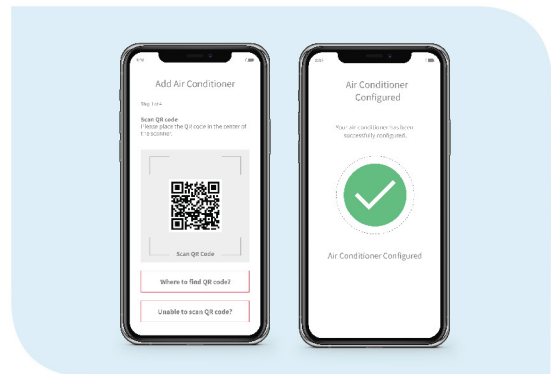 Add Air Conditioner
Step 1 of 4
Scan QR code
Please place the QR code in the center of
the scanner.
Scan QR Code
Where to find QR code?
Unable to scan QR code?
Air Conditioner
Configured
Your air conditioner has been
successfully configured.
Air Conditioner Configured